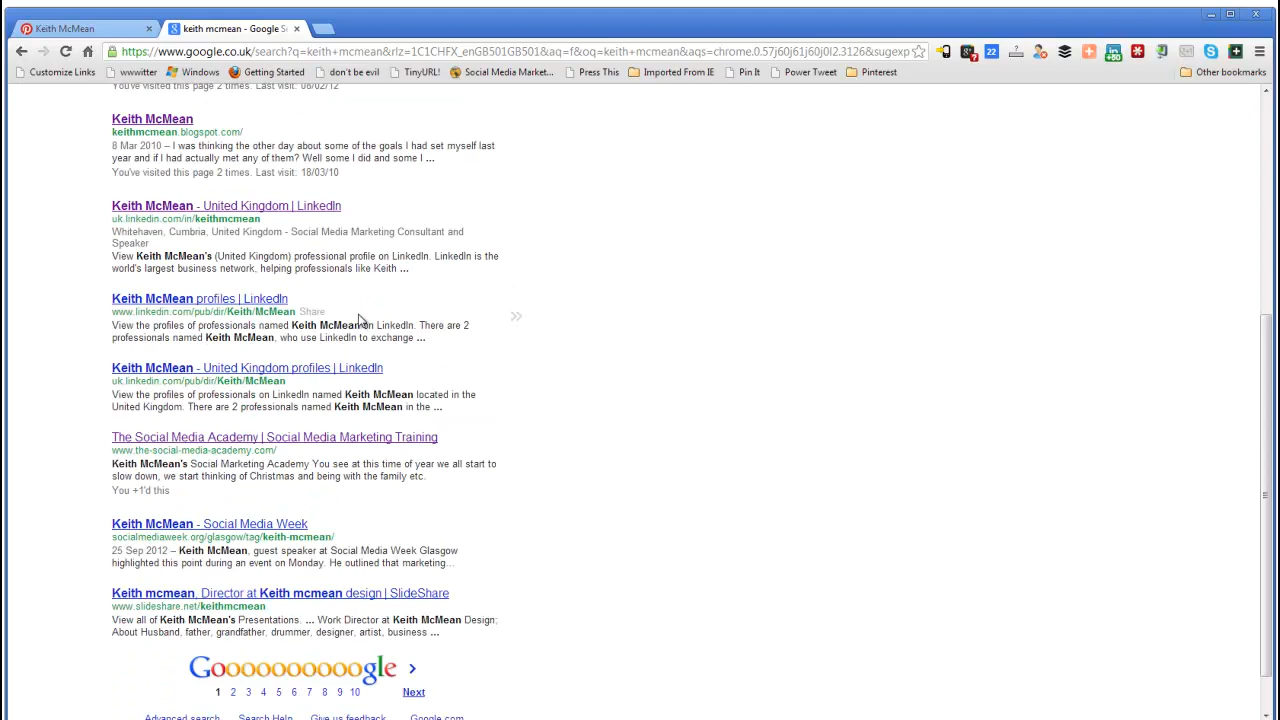 Keith McMean
keith mcmean - Google S
https://www.google.co.uk/search?q=keith+mcmean&rlz=1C1CHFX_enGB501GB501&aq=f&oq=keith+mcmean&aqs=chrome.0.57j60j61j60j0l2.3126&sugexp
22
7
+50
Customize Links wwwitter Windows Getting Started don't be evil TinyURL! Social Media Market... Press This Imported From IE Pin It Power Tweet Pinterest Other bookmarks
You've visited this page 2 times. Last visit: 08/02/12
Keith McMean
keithmcmean.blogspot.com/
8 Mar 2010 – I was thinking the other day about some of the goals I had set myself last
year and if I had actually met any of them? Well some I did and some I ...
You've visited this page 2 times. Last visit: 18/03/10
Keith McMean - United Kingdom | LinkedIn
uk.linkedin.com/in/keithmcmean
Whitehaven, Cumbria, United Kingdom - Social Media Marketing Consultant and
Speaker
View Keith McMean's (United Kingdom) professional profile on LinkedIn. LinkedIn is the
world's largest business network, helping professionals like Keith ...
Keith McMean profiles | LinkedIn
www.linkedin.com/pub/dir/Keith/McMean Share
View the profiles of professionals named Keith McMean on LinkedIn. There are 2
professionals named Keith McMean, who use LinkedIn to exchange ...
Keith McMean - United Kingdom profiles | LinkedIn
uk.linkedin.com/pub/dir/Keith/McMean
View the profiles of professionals on LinkedIn named Keith McMean located in the
United Kingdom. There are 2 professionals named Keith McMean in the ...
The Social Media Academy | Social Media Marketing Training
www.the-social-media-academy.com/
Keith McMean's Social Marketing Academy You see at this time of year we all start to
slow down, we start thinking of Christmas and being with the family etc.
You +1'd this
Keith McMean - Social Media Week
socialmediaweek.org/glasgow/tag/keith-mcmean/
25 Sep 2012 – Keith McMean, guest speaker at Social Media Week Glasgow
highlighted this point during an event on Monday. He outlined that marketing...
Keith mcmean, Director at Keith mcmean design | SlideShare
www.slideshare.net/keithmcmean
View all of Keith McMean's Presentations. ... Work Director at Keith McMean Design;
About Husband, father, grandfather, drummer, designer, artist, business ...
Goooooooooogle
1 2 3 4 5 6 7 8 9 10 Next
Advanced search Search Help Give us feedback Google.com